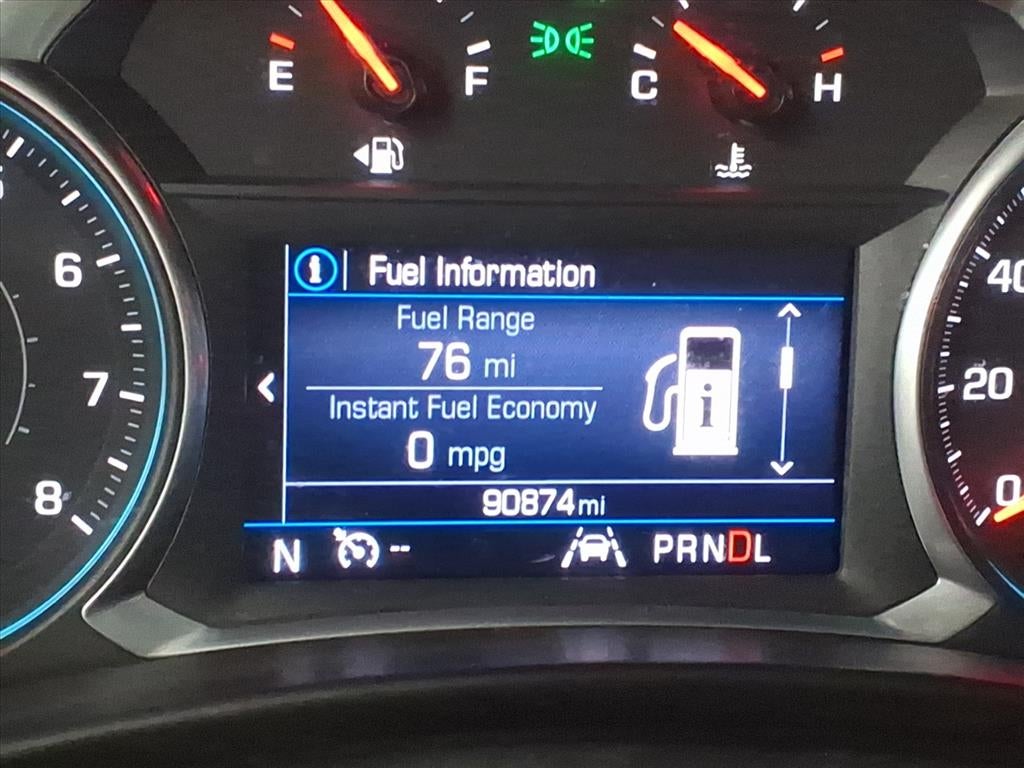 E F C H
5
6
7
8
Fuel Information
Fuel Range
76 mi
Instant Fuel Economy
0 mpg
90874mi
N -- PRNDL
40
20
0